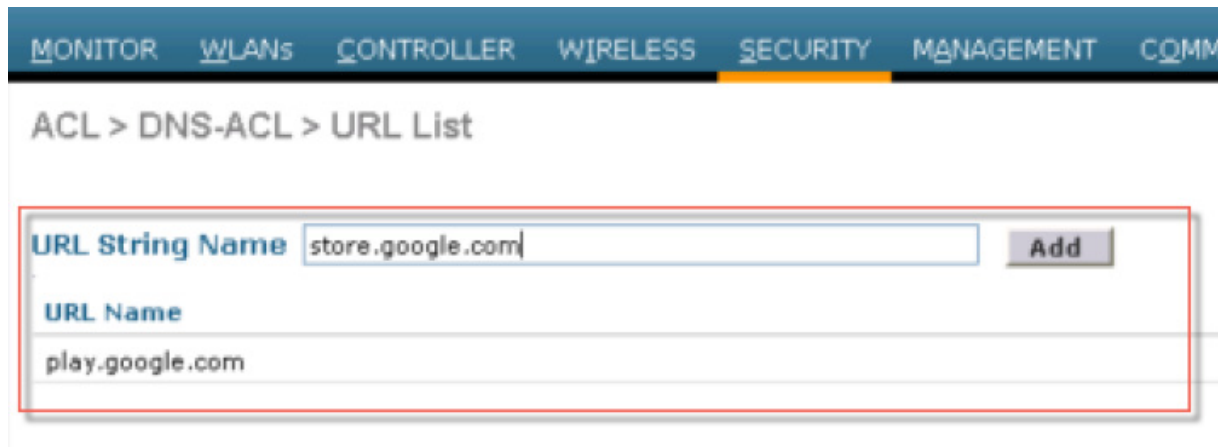 MONITOR WLANs CONTROLLER WIRELESS SECURITY MANAGEMENT COMM
ACL > DNS-ACL > URL List
URL String Name store.google.com Add
URL Name
play.google.com